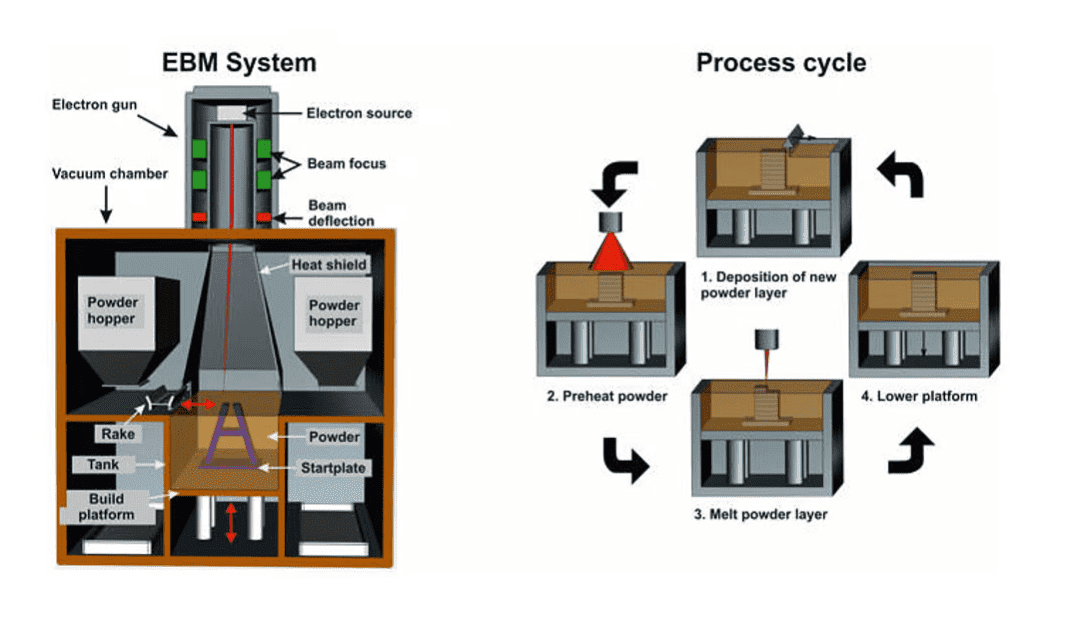 EBM System
Electron gun
Electron source
Beam focus
Vacuum chamber
Beam
deflection
Heat shield
Powder
hopper
Powder
hopper
Rake
Powder
Tank
Startplate
Build
platform
Process cycle
1. Deposition of new
powder layer
2. Preheat powder
3. Melt powder layer
4. Lower platform